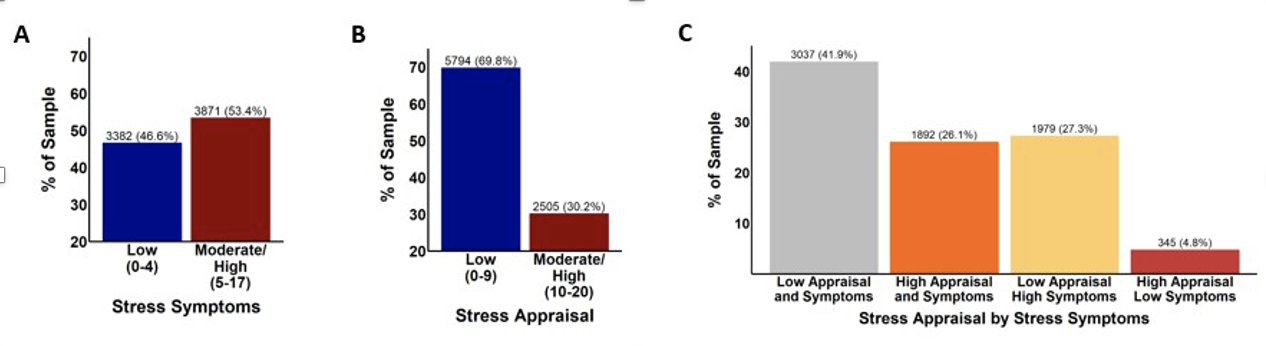 A
% of Sample
70
60
50
40
30
20
3382 (46.6%)
3871 (53.4%)
Low
(0-4)
Moderate/
High
(5-17)
Stress Symptoms
B
% of Sample
70
60
50
40
30
20
5794 (69.8%)
2505 (30.2%)
Low
(0-9)
Moderate/
High
(10-20)
Stress Appraisal
C
% of Sample
40
30
20
10
3037 (41.9%)
1892 (26.1%)
1979 (27.3%)
345 (4.8%)
Low Appraisal
and Symptoms
High Appraisal
and Symptoms
Low Appraisal
High Symptoms
High Appraisal
Low Symptoms
Stress Appraisal by Stress Symptoms